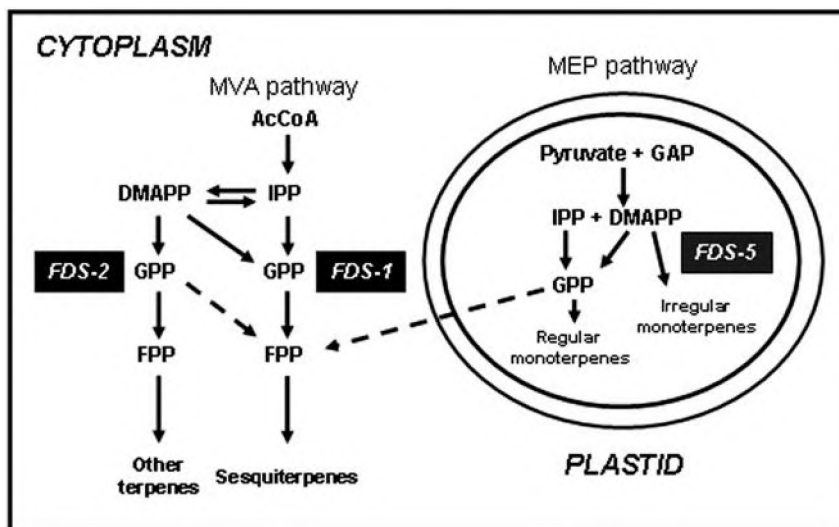 CYTOPLASM
MVA pathway
AcCoA
DMAPP
IPP
FDS-2
GPP
GPP
FDS-1
FPP
FPP
Other
terpenes
Sesquiterpenes
MEP pathway
Pyruvate + GAP
IPP + DMAPP
FDS-5
GPP
Irregular
monoterpenes
Regular
monoterpenes
PLASTID